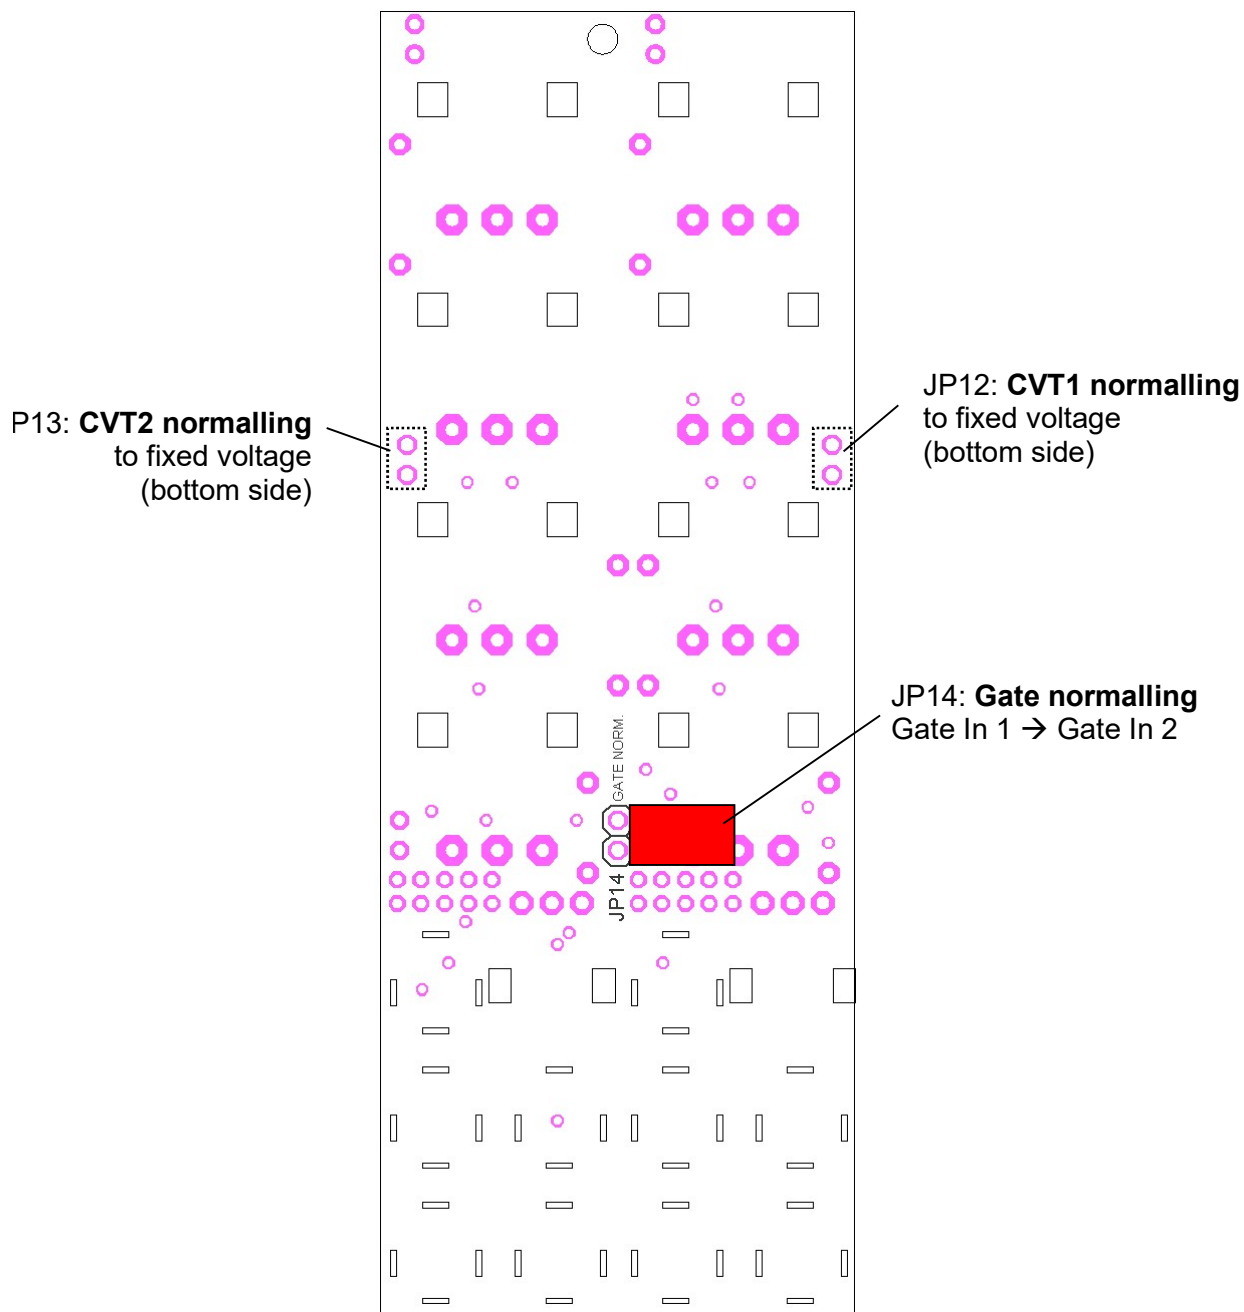 JP12: CVT1 normalling
to fixed voltage
(bottom side)
P13: CVT2 normalling
to fixed voltage
(bottom side)
JP14: Gate normalling
Gate In 1 → Gate In 2
GATE NORM.
JP14